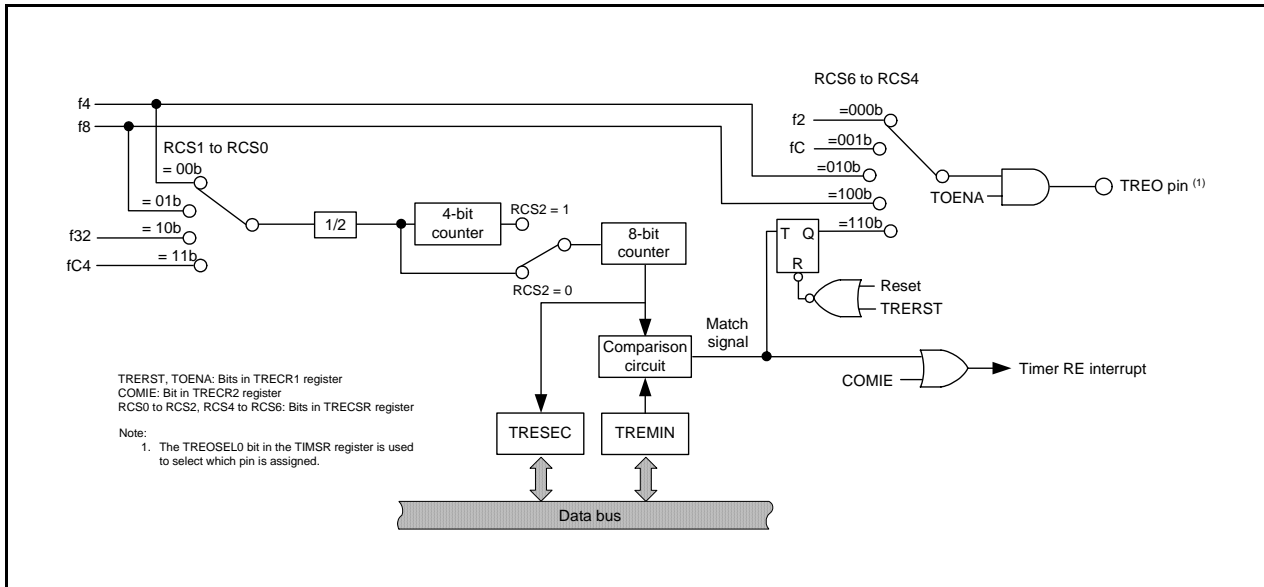 RCS6 to RCS4
f4
f2
=000b
f8
RCS1 to RCS0
fC
=001b
= 00b
=010b
TREO pin (1)
= 01b
=100b
TOENA
1/2
4-bit
counter
RCS2 = 1
8-bit
counter
f32
= 10b
T Q
R
=110b
fC4
= 11b
RCS2 = 0
Reset
TRERST
Match
signal
Comparison
circuit
Timer RE interrupt
COMIE
TRERST, TOENA: Bits in TRECR1 register
COMIE: Bit in TRECR2 register
RCS0 to RCS2, RCS4 to RCS6: Bits in TRECSR register
Note:
1. The TREOSEL0 bit in the TIMSR register is used
to select which pin is assigned.
TRESEC
TREMIN
Data bus